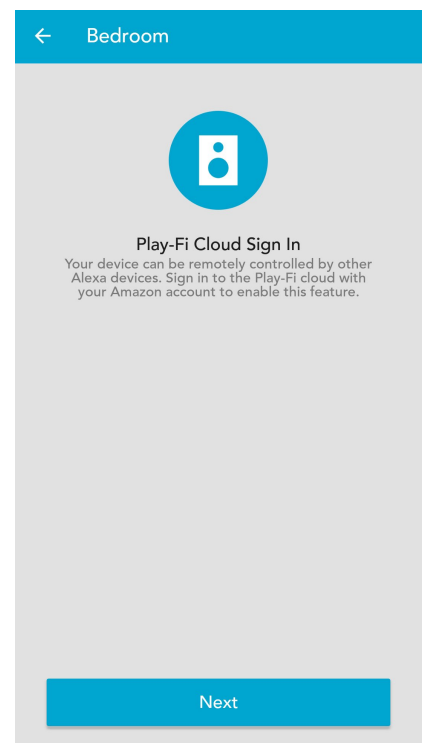 Bedroom
Play-Fi Cloud Sign In
Your device can be remotely controlled by other
Alexa devices. Sign in to the Play-Fi cloud with
your Amazon account to enable this feature.
Next